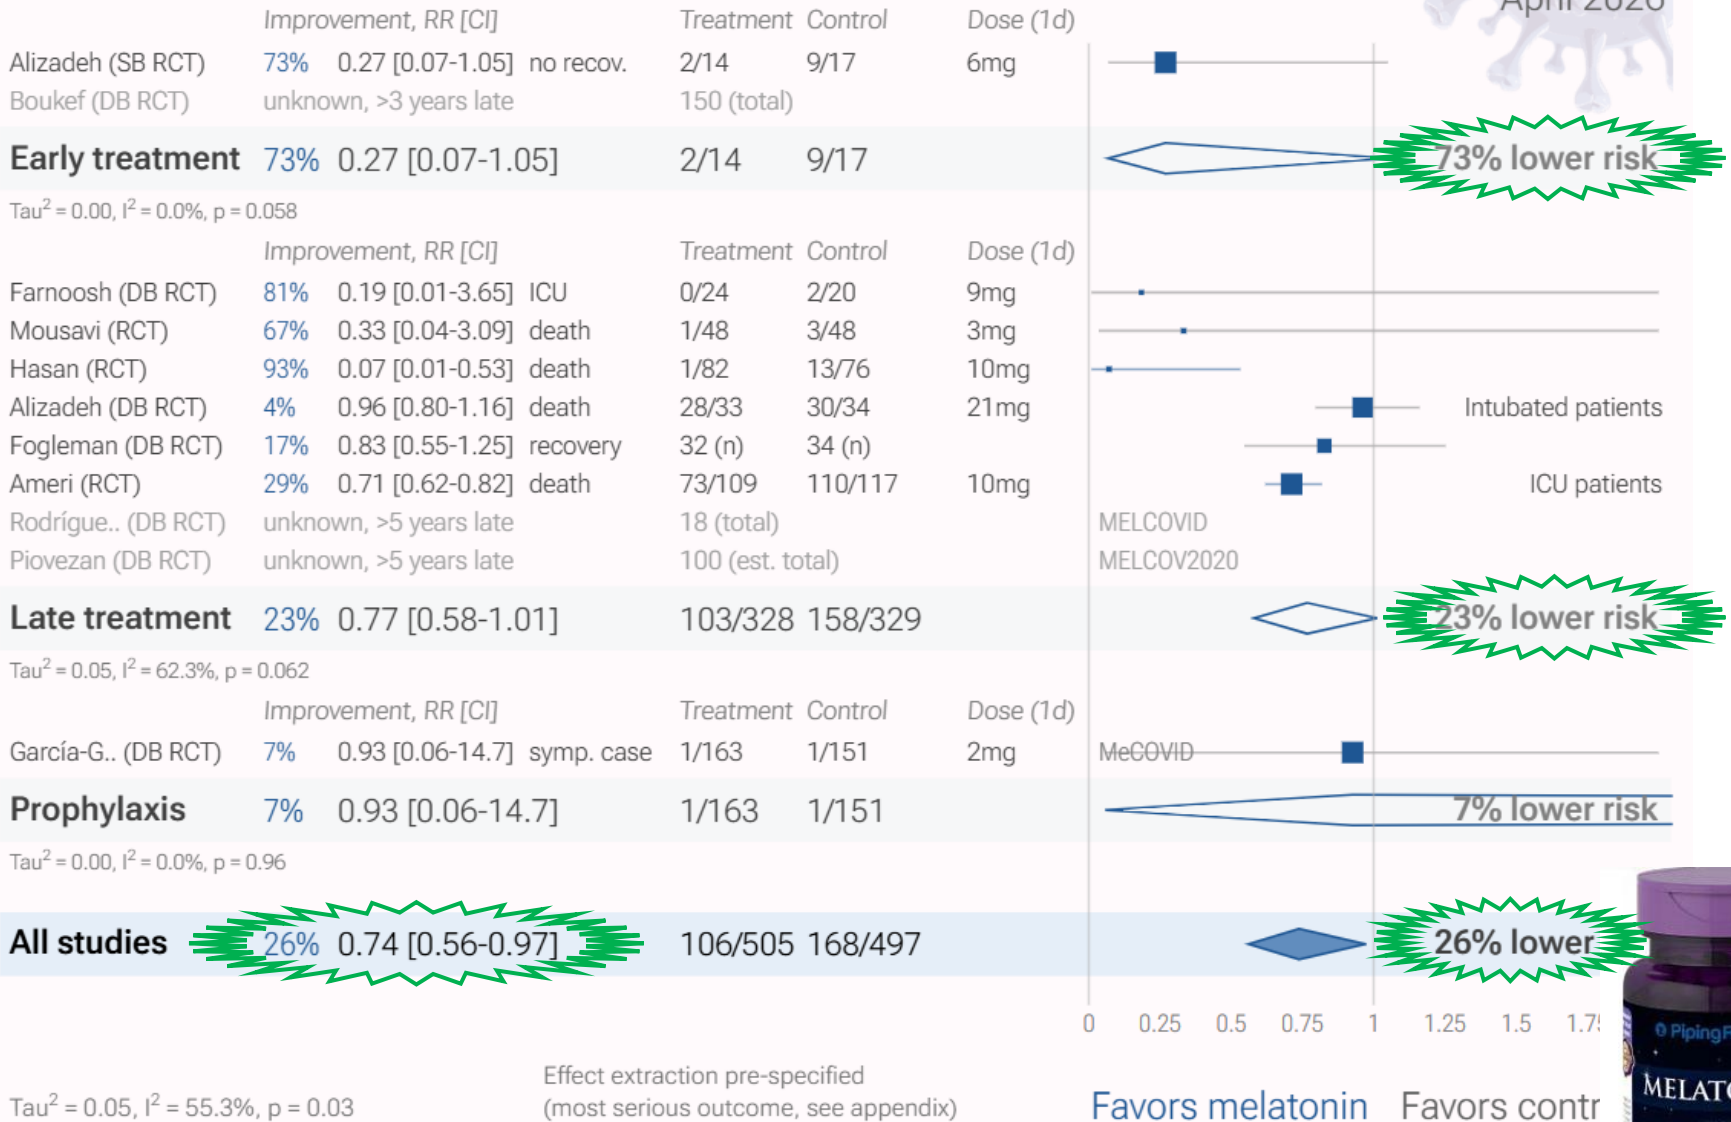 April 2026
Improvement, RR [CI] Treatment Control Dose (1d)
Alizadeh (SB RCT) 73% 0.27 [0.07-1.05] no recov. 2/14 9/17 6mg
Boukef (DB RCT) unknown, >3 years late 150 (total)
Early treatment 73% 0.27 [0.07-1.05] 2/14 9/17 73% lower risk
Tau² = 0.00, I² = 0.0%, p = 0.058
Improvement, RR [CI] Treatment Control Dose (1d)
Farnoosh (DB RCT) 81% 0.19 [0.01-3.65] ICU 0/24 2/20 9mg
Mousavi (RCT) 67% 0.33 [0.04-3.09] death 1/48 3/48 3mg
Hasan (RCT) 93% 0.07 [0.01-0.53] death 1/82 13/76 10mg
Alizadeh (DB RCT) 4% 0.96 [0.80-1.16] death 28/33 30/34 21mg Intubated patients
Fogleman (DB RCT) 17% 0.83 [0.55-1.25] recovery 32 (n) 34 (n)
Ameri (RCT) 29% 0.71 [0.62-0.82] death 73/109 110/117 10mg ICU patients
Rodrígue.. (DB RCT) unknown, >5 years late 18 (total) MELCOVID
Piovezan (DB RCT) unknown, >5 years late 100 (est. total) MELCOV2020
Late treatment 23% 0.77 [0.58-1.01] 103/328 158/329 23% lower risk
Tau² = 0.05, I² = 62.3%, p = 0.062
Improvement, RR [CI] Treatment Control Dose (1d)
García-G.. (DB RCT) 7% 0.93 [0.06-14.7] symp. case 1/163 1/151 2mg MeCOVID
Prophylaxis 7% 0.93 [0.06-14.7] 1/163 1/151 7% lower risk
Tau² = 0.00, I² = 0.0%, p = 0.96
All studies 26% 0.74 [0.56-0.97] 106/505 168/497 26% lower
0 0.25 0.5 0.75 1 1.25 1.5 1.75
PipingF
MELATO
Effect extraction pre-specified
Tau² = 0.05, I² = 55.3%, p = 0.03 (most serious outcome, see appendix) Favors melatonin Favors contr